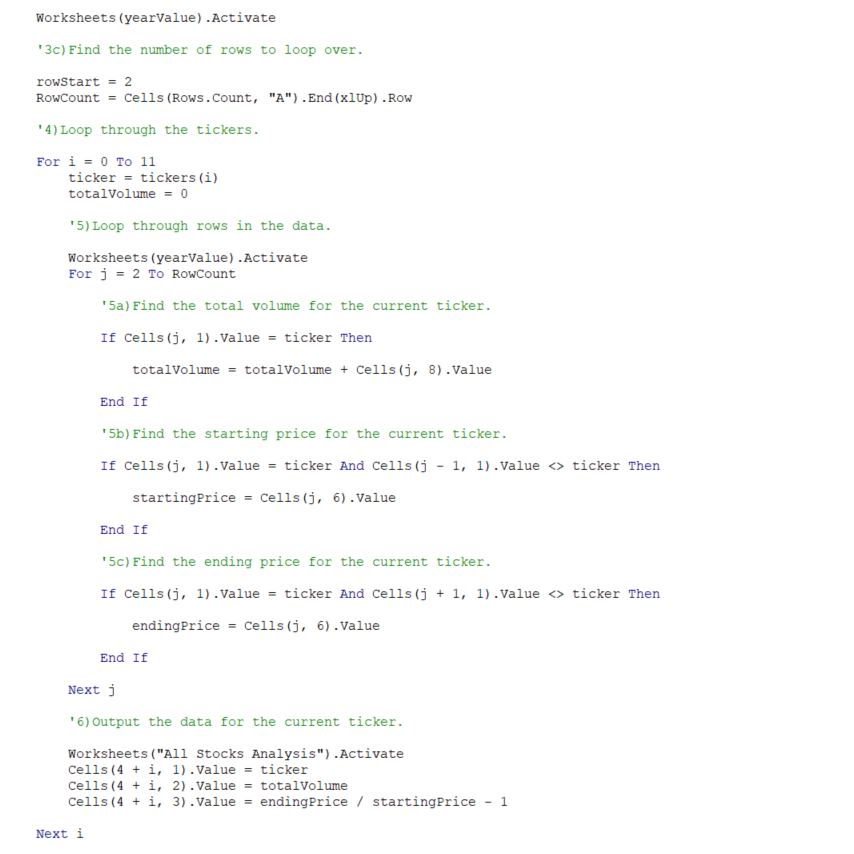 Worksheets(yearValue).Activate
'3c)Find the number of rows to loop over.
rowStart = 2
RowCount = Cells(Rows.Count, "A").End(xlUp).Row
'4)Loop through the tickers.
For i = 0 To 11
ticker = tickers(i)
totalVolume = 0
'5)Loop through rows in the data.
Worksheets(yearValue).Activate
For j = 2 To RowCount
'5a)Find the total volume for the current ticker.
If Cells(j, 1).Value = ticker Then
totalVolume = totalVolume + Cells(j, 8).Value
End If
'5b)Find the starting price for the current ticker.
If Cells(j, 1).Value = ticker And Cells(j - 1, 1).Value <> ticker Then
startingPrice = Cells(j, 6).Value
End If
'5c)Find the ending price for the current ticker.
If Cells(j, 1).Value = ticker And Cells(j + 1, 1).Value <> ticker Then
endingPrice = Cells(j, 6).Value
End If
Next j
'6)Output the data for the current ticker.
Worksheets("All Stocks Analysis").Activate
Cells(4 + i, 1).Value = ticker
Cells(4 + i, 2).Value = totalVolume
Cells(4 + i, 3).Value = endingPrice / startingPrice - 1
Next i